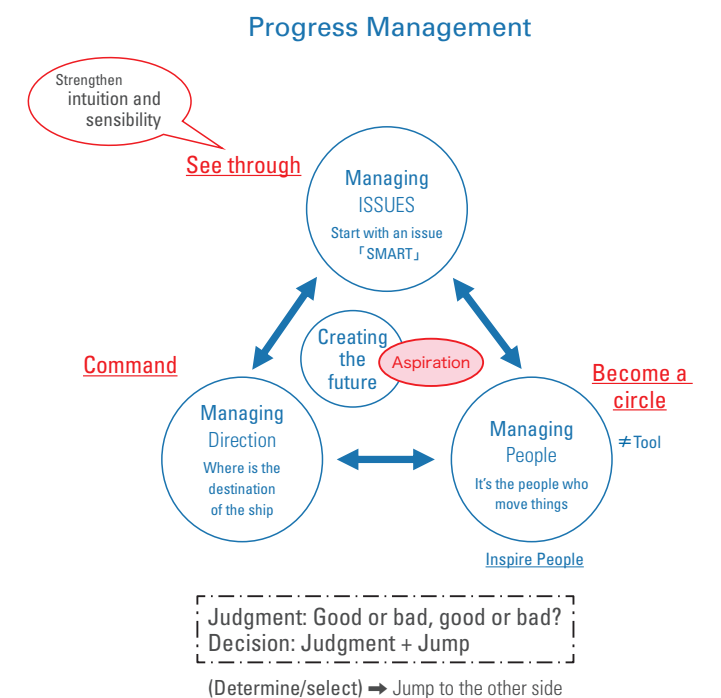 Progress Management
Strengthen
intuition and
sensibility
See through
Managing
ISSUES
Start with an issue
「SMART」
Creating
the
future
Aspiration
Command
Become a
circle
Managing
Direction
Where is the
destination
of the ship
Managing
People
It's the people who
move things
≠Tool
Inspire People
Judgment: Good or bad, good or bad?
Decision: Judgment + Jump
(Determine/select) ➡ Jump to the other side